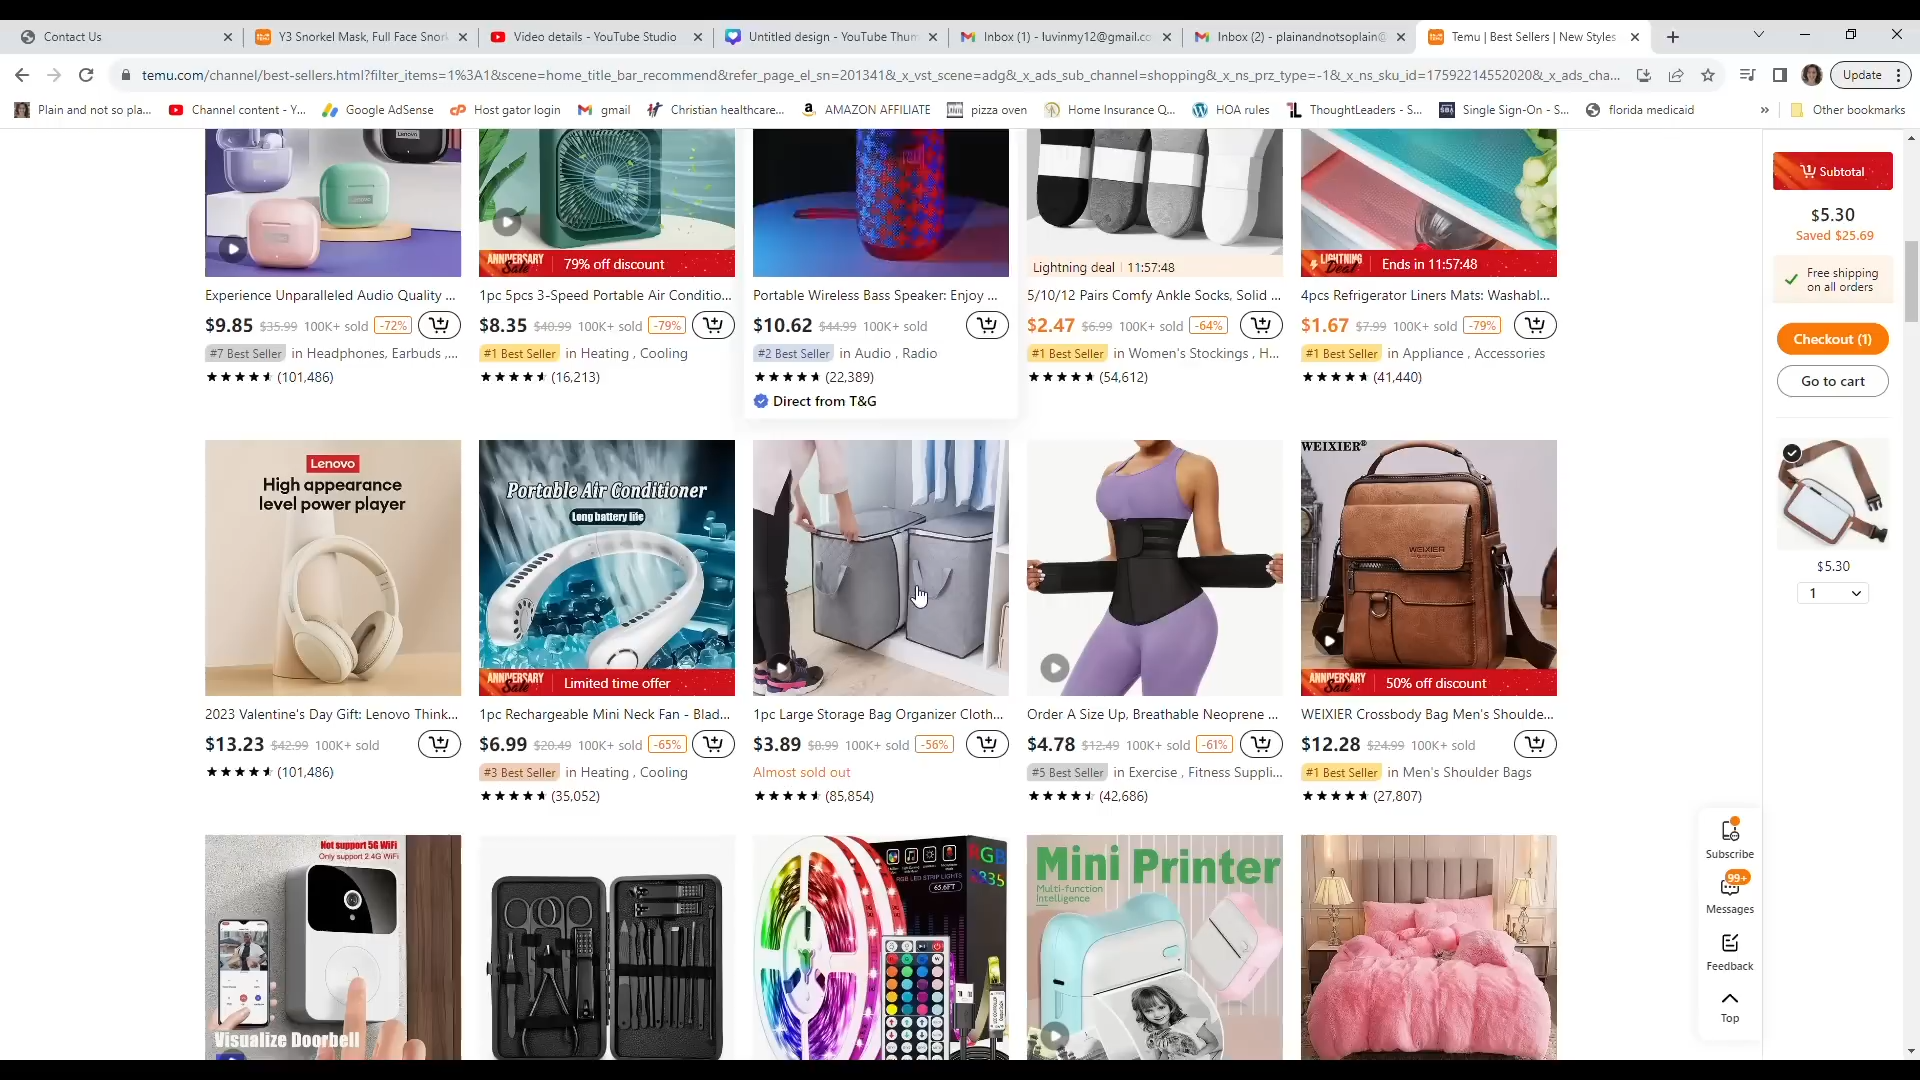 Contact Us
Y3 Snorkel Mask, Full Face Snork
Video details - YouTube Studio
Untitled design - YouTube Thum
Inbox (1) - luvinmy12@gmail.co
Inbox (2) - plainandnotsoplain@
Temu | Best Sellers | New Styles
temu.com/channel/best-sellers.html?filter_items=1%3A1&scene=home_title_bar_recommend&refer_page_el_sn=201341&_x_vst_scene=adg&_x_ads_sub_channel=shopping&_x_ns_prz_type=-1&_x_ns_sku_id=17592214552020&_x_ads_cha...
Update
Plain and not so pla...
Channel content - Y...
Google AdSense
Host gator login
gmail
Christian healthcare...
AMAZON AFFILIATE
pizza oven
Home Insurance Q...
HOA rules
ThoughtLeaders - S...
Single Sign-On - S...
florida medicaid
»
Other bookmarks
Lenovo
ANNIVERSARY Sale 79% off discount
Lightning deal | 11:57:48
LIGHTNING Deal Ends in 11:57:48
Experience Unparalleled Audio Quality ...
$9.85 $35.99 100K+ sold -72%
#7 Best Seller in Headphones, Earbuds ,...
(101,486)
1pc 5pcs 3-Speed Portable Air Conditio...
$8.35 $40.99 100K+ sold -79%
#1 Best Seller in Heating , Cooling
(16,213)
Portable Wireless Bass Speaker: Enjoy ...
$10.62 $44.99 100K+ sold
#2 Best Seller in Audio , Radio
(22,389)
Direct from T&G
5/10/12 Pairs Comfy Ankle Socks, Solid ...
$2.47 $6.99 100K+ sold -64%
#1 Best Seller in Women's Stockings , H...
(54,612)
4pcs Refrigerator Liners Mats: Washabl...
$1.67 $7.99 100K+ sold -79%
#1 Best Seller in Appliance , Accessories
(41,440)
Lenovo
High appearance
level power player
2023 Valentine's Day Gift: Lenovo Think...
$13.23 $42.99 100K+ sold
(101,486)
Portable Air Conditioner
Long battery life
ANNIVERSARY Sale Limited time offer
1pc Rechargeable Mini Neck Fan - Blad...
$6.99 $20.49 100K+ sold -65%
#3 Best Seller in Heating , Cooling
(35,052)
1pc Large Storage Bag Organizer Cloth...
$3.89 $8.99 100K+ sold -56%
Almost sold out
(85,854)
Order A Size Up, Breathable Neoprene ...
$4.78 $12.49 100K+ sold -61%
#5 Best Seller in Exercise , Fitness Suppli...
(42,686)
WEIXIER®
WEIXIER
ANNIVERSARY Sale 50% off discount
WEIXIER Crossbody Bag Men's Shoulde...
$12.28 $24.99 100K+ sold
#1 Best Seller in Men's Shoulder Bags
(27,807)
Not support 5G WiFi
Only support 2.4G WiFi
Visualize Doorbell
RGB LED STRIP LIGHTS
65.6FT
Mini Printer
Multi-function
Intelligence
Subtotal
$5.30
Saved $25.69
Free shipping
on all orders
Checkout (1)
Go to cart
$5.30
1
Subscribe
99+
Messages
Feedback
Top